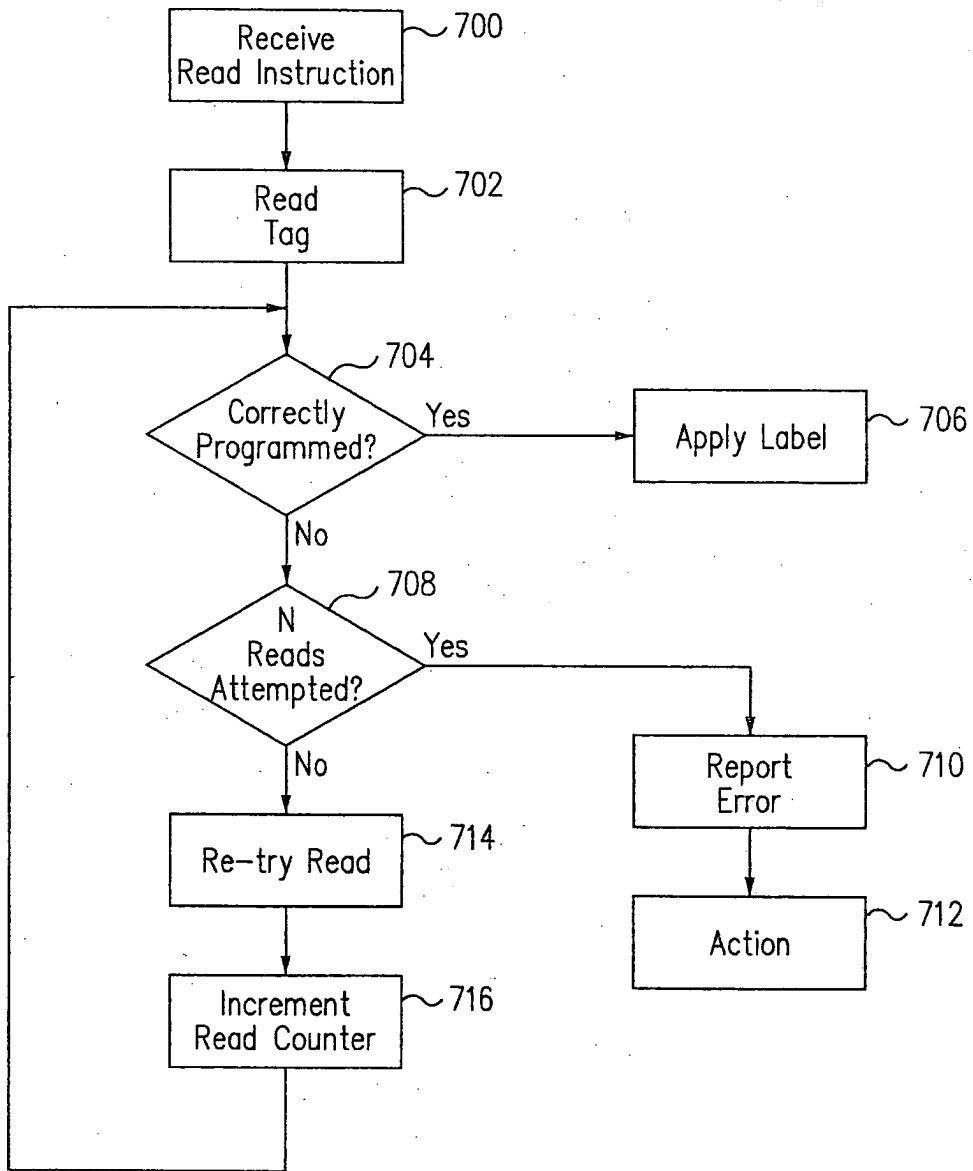 Receive
Read Instruction
700
Read
Tag
702
704
Correctly
Programmed?
Yes
Apply Label
706
No
708
N
Reads
Attempted?
Yes
Report
Error
710
No
Re-try Read
714
Action
712
Increment
Read Counter
716